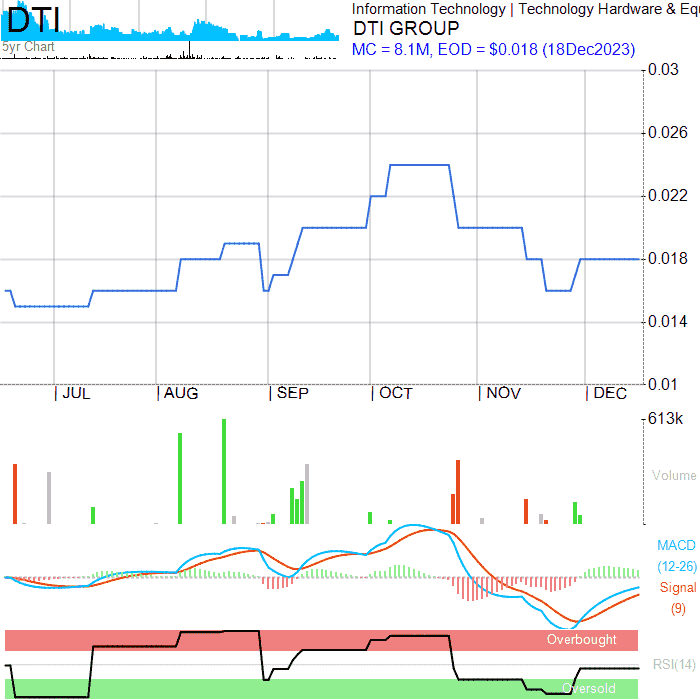 DTI
5yr Chart
Information Technology | Technology Hardware & Equ
DTI GROUP
MC = 8.1M, EOD = $0.018 (18Dec2023)
0.03
0.026
0.022
0.018
0.014
0.01
JUL AUG SEP OCT NOV DEC
613k
Volume
MACD
(12-26)
Signal
(9)
Overbought
RSI(14)
Oversold